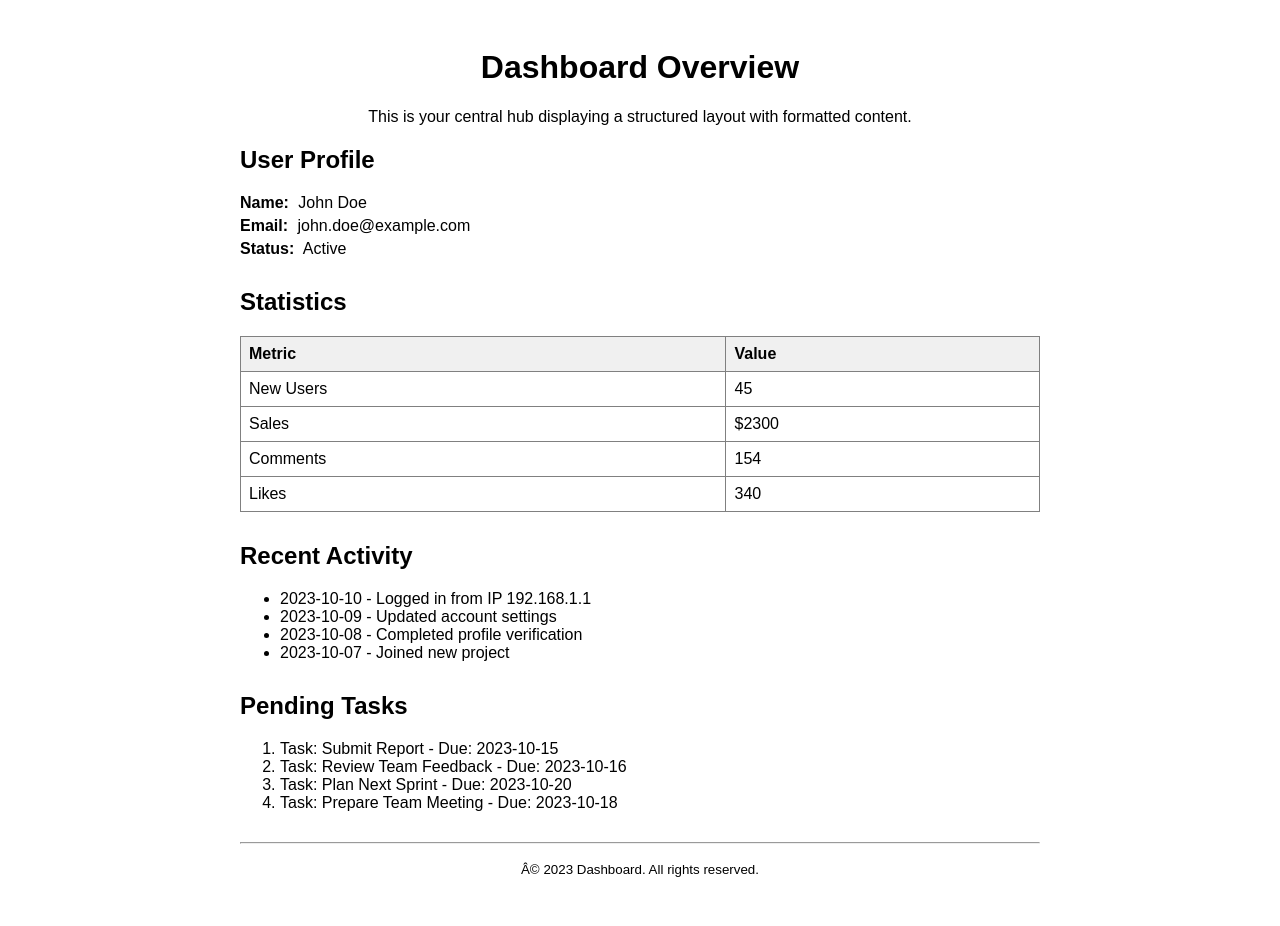 Dashboard Overview
This is your central hub displaying a structured layout with formatted content.
User Profile
Name: John Doe
Email: john.doe@example.com
Status: Active
Statistics
Metric Value
New Users 45
Sales $2300
Comments 154
Likes 340
Recent Activity
• 2023-10-10 - Logged in from IP 192.168.1.1
• 2023-10-09 - Updated account settings
• 2023-10-08 - Completed profile verification
• 2023-10-07 - Joined new project
Pending Tasks
1. Task: Submit Report - Due: 2023-10-15
2. Task: Review Team Feedback - Due: 2023-10-16
3. Task: Plan Next Sprint - Due: 2023-10-20
4. Task: Prepare Team Meeting - Due: 2023-10-18
Â© 2023 Dashboard. All rights reserved.